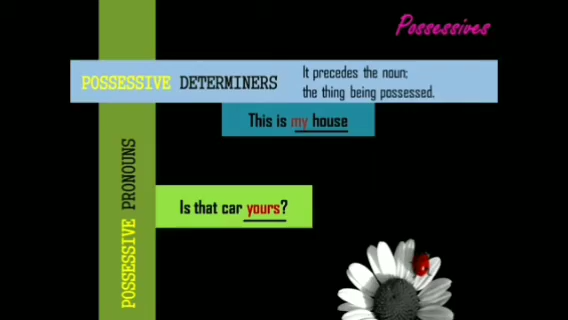 Possessives
POSSESSIVE DETERMINERS
It precedes the noun;
the thing being possessed.
This is my house
POSSESSIVE PRONOUNS
Is that car yours?